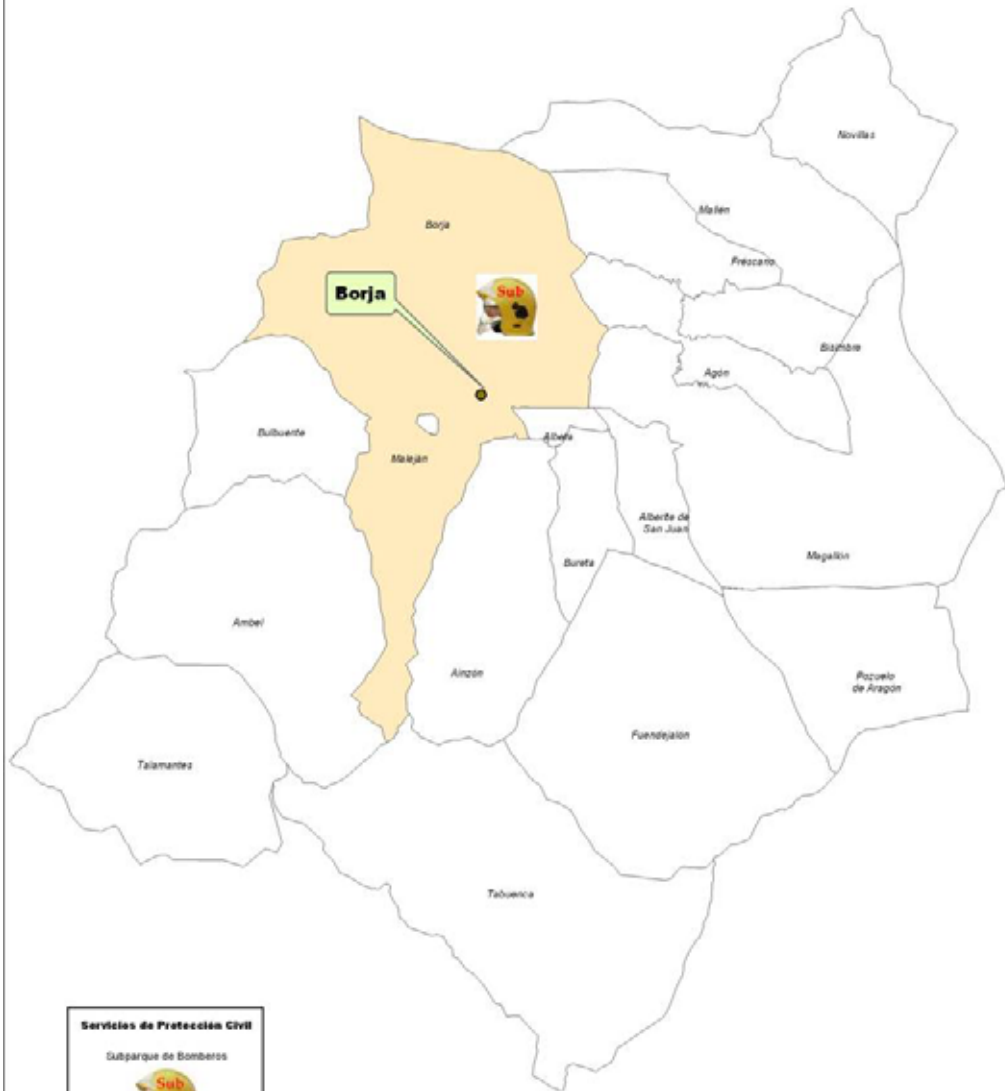 Novillas
Mallén
Borja
Fréscano
Borja
Sub
Bisimbre
Agón
Bulbuente
Albeta
Maleján
Alberite de
San Juan
Magallón
Bureta
Ambel
Ainzón
Pozuelo
de Aragón
Fuendejalón
Talamantes
Tabuenca
Servicios de Protección Civil
Subparque de Bomberos
Sub